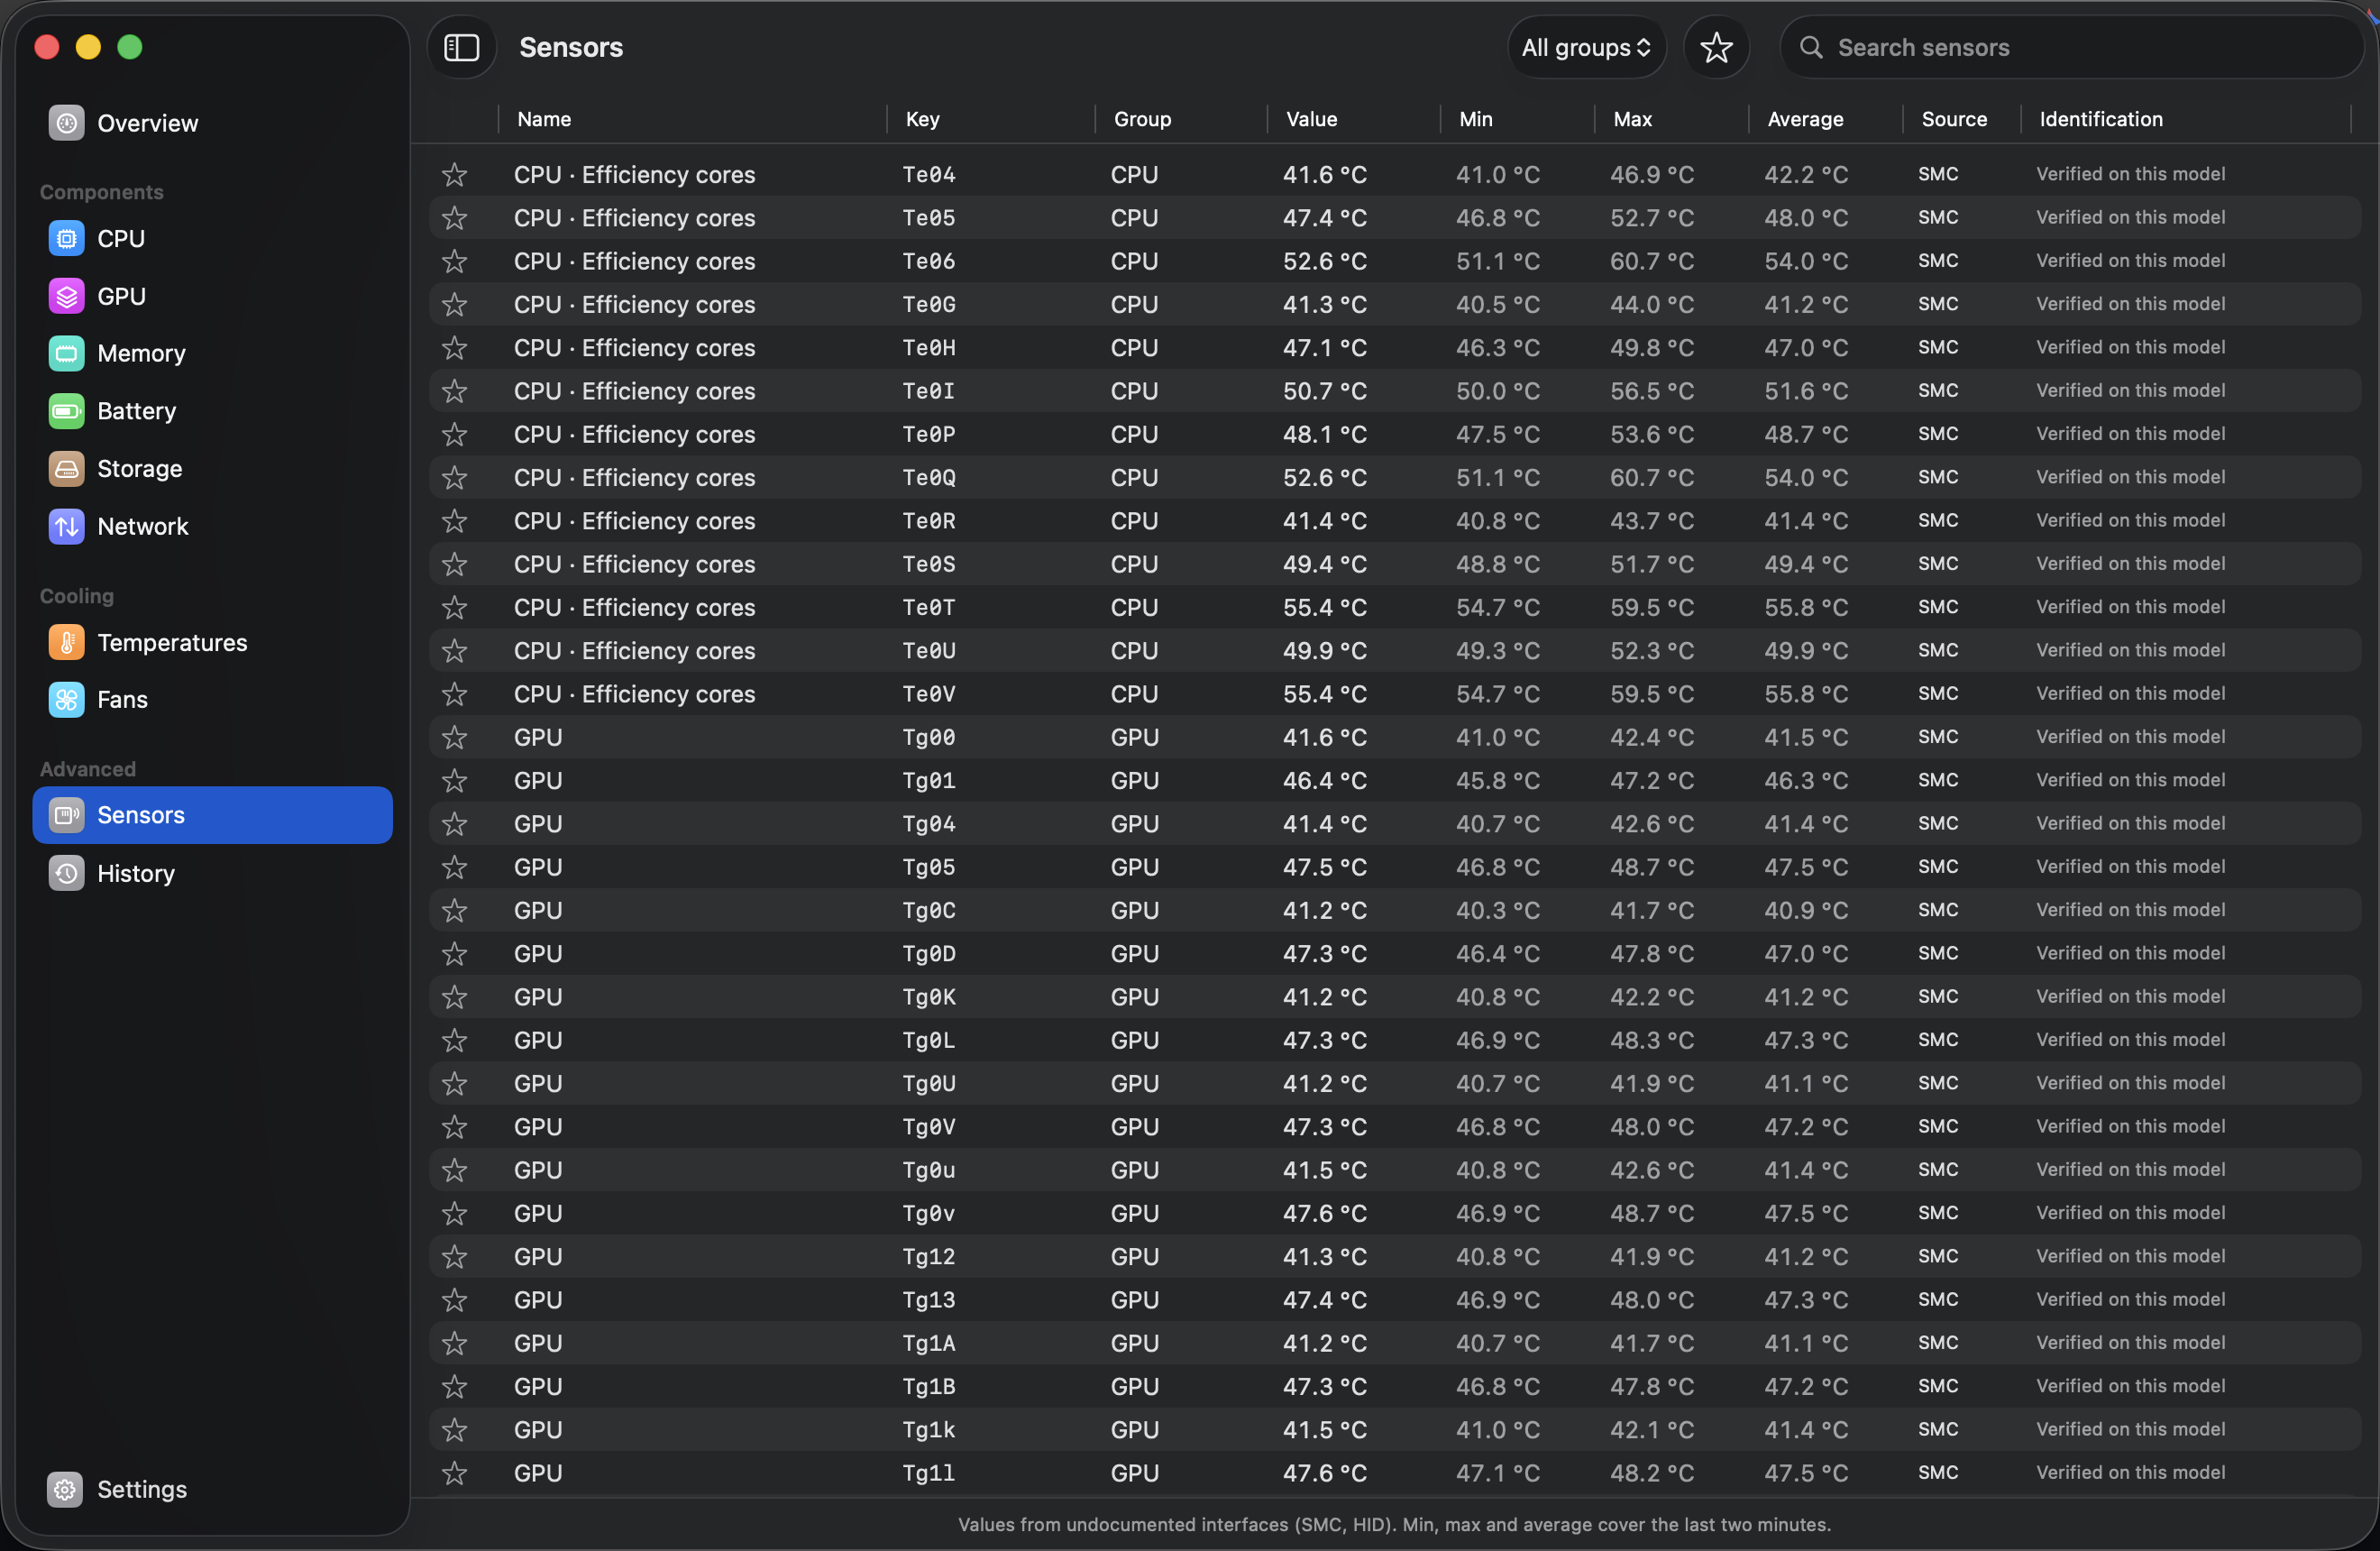 Sensors
All groups
Search sensors
Overview
Components
CPU
GPU
Memory
Battery
Storage
Network
Cooling
Temperatures
Fans
Advanced
Sensors
History
Settings
Name Key Group Value Min Max Average Source Identification
CPU · Efficiency cores Te04 CPU 41.6 °C 41.0 °C 46.9 °C 42.2 °C SMC Verified on this model
CPU · Efficiency cores Te05 CPU 47.4 °C 46.8 °C 52.7 °C 48.0 °C SMC Verified on this model
CPU · Efficiency cores Te06 CPU 52.6 °C 51.1 °C 60.7 °C 54.0 °C SMC Verified on this model
CPU · Efficiency cores Te0G CPU 41.3 °C 40.5 °C 44.0 °C 41.2 °C SMC Verified on this model
CPU · Efficiency cores Te0H CPU 47.1 °C 46.3 °C 49.8 °C 47.0 °C SMC Verified on this model
CPU · Efficiency cores Te0I CPU 50.7 °C 50.0 °C 56.5 °C 51.6 °C SMC Verified on this model
CPU · Efficiency cores Te0P CPU 48.1 °C 47.5 °C 53.6 °C 48.7 °C SMC Verified on this model
CPU · Efficiency cores Te0Q CPU 52.6 °C 51.1 °C 60.7 °C 54.0 °C SMC Verified on this model
CPU · Efficiency cores Te0R CPU 41.4 °C 40.8 °C 43.7 °C 41.4 °C SMC Verified on this model
CPU · Efficiency cores Te0S CPU 49.4 °C 48.8 °C 51.7 °C 49.4 °C SMC Verified on this model
CPU · Efficiency cores Te0T CPU 55.4 °C 54.7 °C 59.5 °C 55.8 °C SMC Verified on this model
CPU · Efficiency cores Te0U CPU 49.9 °C 49.3 °C 52.3 °C 49.9 °C SMC Verified on this model
CPU · Efficiency cores Te0V CPU 55.4 °C 54.7 °C 59.5 °C 55.8 °C SMC Verified on this model
GPU Tg00 GPU 41.6 °C 41.0 °C 42.4 °C 41.5 °C SMC Verified on this model
GPU Tg01 GPU 46.4 °C 45.8 °C 47.2 °C 46.3 °C SMC Verified on this model
GPU Tg04 GPU 41.4 °C 40.7 °C 42.6 °C 41.4 °C SMC Verified on this model
GPU Tg05 GPU 47.5 °C 46.8 °C 48.7 °C 47.5 °C SMC Verified on this model
GPU Tg0C GPU 41.2 °C 40.3 °C 41.7 °C 40.9 °C SMC Verified on this model
GPU Tg0D GPU 47.3 °C 46.4 °C 47.8 °C 47.0 °C SMC Verified on this model
GPU Tg0K GPU 41.2 °C 40.8 °C 42.2 °C 41.2 °C SMC Verified on this model
GPU Tg0L GPU 47.3 °C 46.9 °C 48.3 °C 47.3 °C SMC Verified on this model
GPU Tg0U GPU 41.2 °C 40.7 °C 41.9 °C 41.1 °C SMC Verified on this model
GPU Tg0V GPU 47.3 °C 46.8 °C 48.0 °C 47.2 °C SMC Verified on this model
GPU Tg0u GPU 41.5 °C 40.8 °C 42.6 °C 41.4 °C SMC Verified on this model
GPU Tg0v GPU 47.6 °C 46.9 °C 48.7 °C 47.5 °C SMC Verified on this model
GPU Tg12 GPU 41.3 °C 40.8 °C 41.9 °C 41.2 °C SMC Verified on this model
GPU Tg13 GPU 47.4 °C 46.9 °C 48.0 °C 47.3 °C SMC Verified on this model
GPU Tg1A GPU 41.2 °C 40.7 °C 41.7 °C 41.1 °C SMC Verified on this model
GPU Tg1B GPU 47.3 °C 46.8 °C 47.8 °C 47.2 °C SMC Verified on this model
GPU Tg1k GPU 41.5 °C 41.0 °C 42.1 °C 41.4 °C SMC Verified on this model
GPU Tg1l GPU 47.6 °C 47.1 °C 48.2 °C 47.5 °C SMC Verified on this model
Values from undocumented interfaces (SMC, HID). Min, max and average cover the last two minutes.